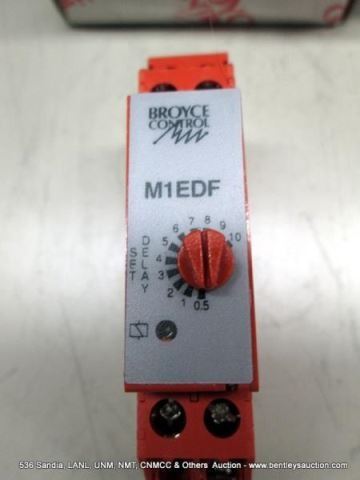 BROYCE
CONTROL
M1EDF
SET
DELAY
0.5
1
2
3
4
5
6
7
8
9
10
536 Sandia, LANL, UNM, NMT, CNMCC & Others Auction - www.bentleysauction.com